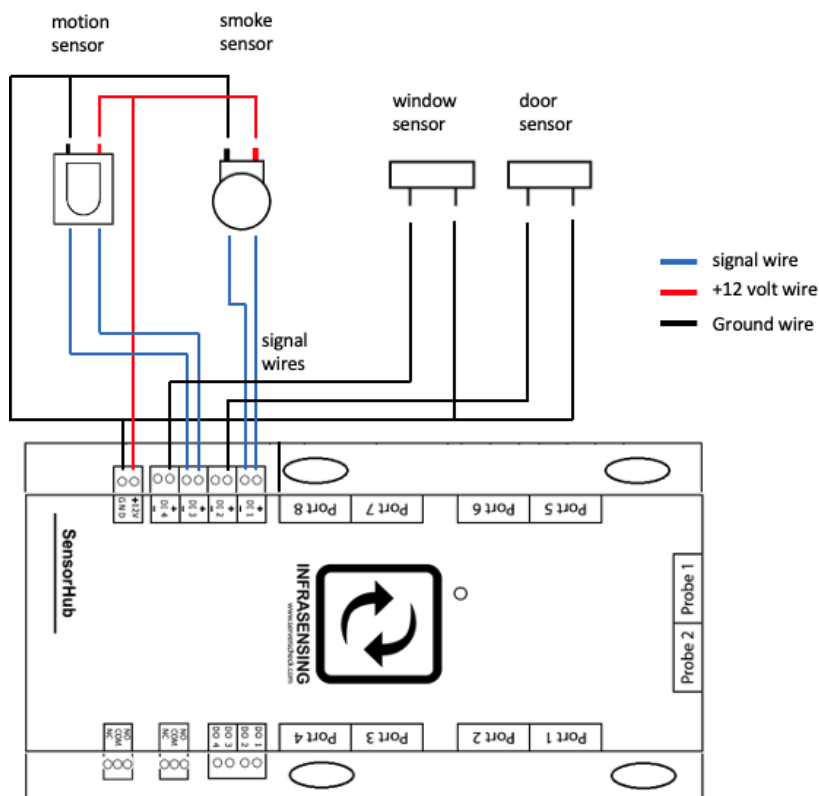 motion
sensor
smoke
sensor
window
sensor
door
sensor
signal wire
+12 volt wire
Ground wire
signal
wires
GND
+12V
- DI 4 +
- DI 3 +
- DI 2 +
- DI 1 +
Port 8
Port 7
Port 6
Port 5
SensorHub
INFRASENSING
www.serverscheck.com
Probe 1
Probe 2
NO
COM
NC
NO
COM
NC
DO 4
DO 3
DO 2
DO 1
Port 4
Port 3
Port 2
Port 1